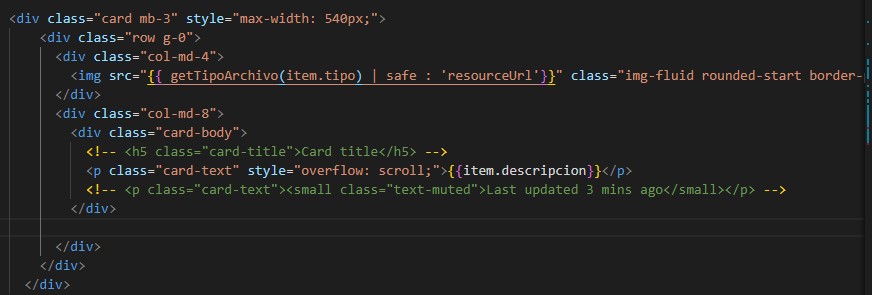 <div class="card mb-3" style="max-width: 540px;">
<div class="row g-0">
<div class="col-md-4">
<img src="{{ getTipoArchivo(item.tipo) | safe : 'resourceUrl'}}" class="img-fluid rounded-start border-
</div>
<div class="col-md-8">
<div class="card-body">
<!-- <h5 class="card-title">Card title</h5> -->
<p class="card-text" style="overflow: scroll;">{{item.descripcion}}</p>
<!-- <p class="card-text"><small class="text-muted">Last updated 3 mins ago</small></p> -->
</div>
</div>
</div>
</div>